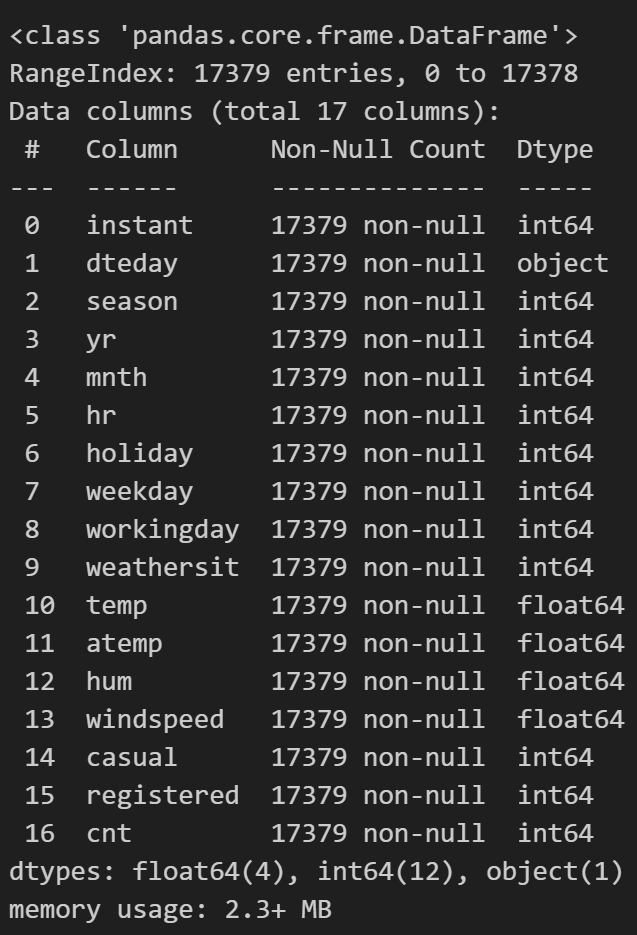 <class 'pandas.core.frame.DataFrame'>
RangeIndex: 17379 entries, 0 to 17378
Data columns (total 17 columns):
 #   Column      Non-Null Count  Dtype
---  ------      --------------  -----
 0   instant     17379 non-null  int64
 1   dteday      17379 non-null  object
 2   season      17379 non-null  int64
 3   yr          17379 non-null  int64
 4   mnth        17379 non-null  int64
 5   hr          17379 non-null  int64
 6   holiday     17379 non-null  int64
 7   weekday     17379 non-null  int64
 8   workingday  17379 non-null  int64
 9   weathersit  17379 non-null  int64
 10  temp        17379 non-null  float64
 11  atemp       17379 non-null  float64
 12  hum         17379 non-null  float64
 13  windspeed   17379 non-null  float64
 14  casual      17379 non-null  int64
 15  registered  17379 non-null  int64
 16  cnt         17379 non-null  int64
dtypes: float64(4), int64(12), object(1)
memory usage: 2.3+ MB